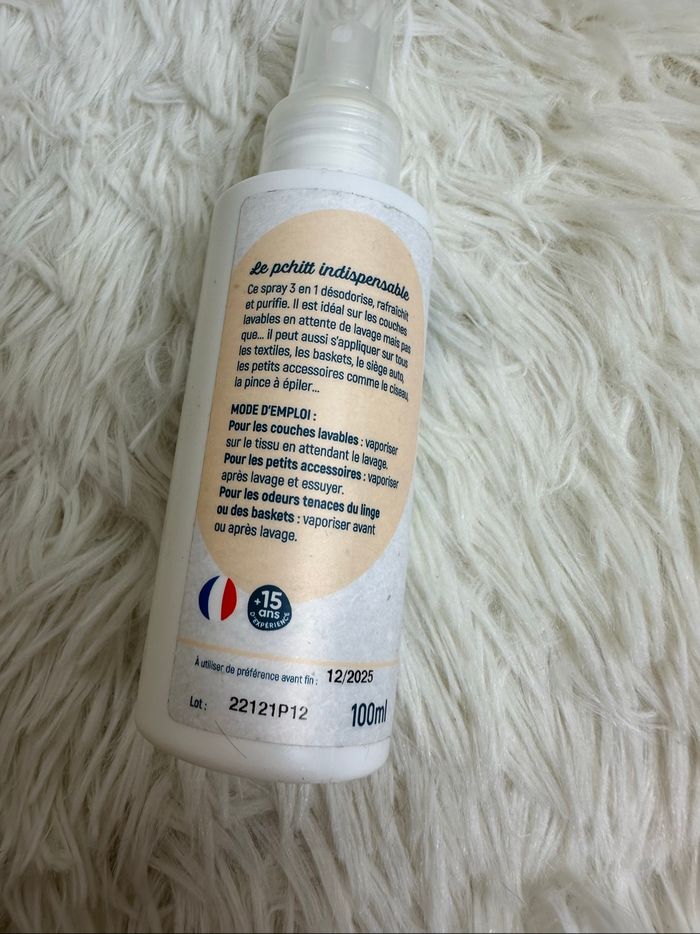 Le pchitt indispensable
Ce spray 3 en 1 désodorise, rafraichit
et purifie. Il est idéal sur les couches
lavables en attente de lavage mais pas
que... il peut aussi s'appliquer sur tous
les textiles, les baskets, le siège auto,
les petits accessoires comme le ciseau,
la pince à épiler...
MODE D'EMPLOI :
Pour les couches lavables : vaporiser
sur le tissu en attendant le lavage.
Pour les petits accessoires : vaporiser
après lavage et essuyer.
Pour les odeurs tenaces du linge
ou des baskets : vaporiser avant
ou après lavage.
+15
ans
D'EXPÉRIENCE
À utiliser de préférence avant fin : 12/2025
Lot : 22121P12 100ml